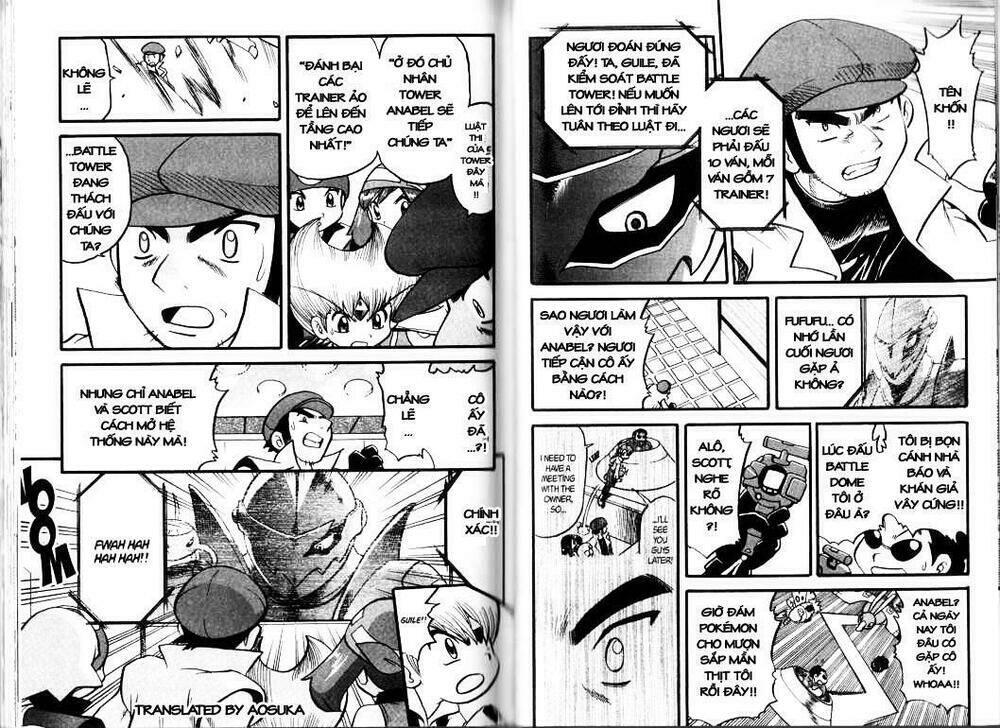 TÊN
KHỐN
!!
NGƯƠI ĐOÁN ĐÚNG
ĐẤY! TA, GUILE, ĐÃ
KIỂM SOÁT BATTLE
TOWER! NẾU MUỐN
LÊN TỚI ĐỈNH THÌ HÃY
TUÂN THEO LUẬT ĐI...
...CÁC
NGƯƠI SẼ
PHẢI ĐẤU
10 VÁN, MỖI
VÁN GỒM 7
TRAINER!
FUFUFU... CÓ
NHỚ LẦN
CUỐI NGƯƠI
GẶP Ả
KHÔNG?
SAO NGƯƠI LÀM
VẬY VỚI
ANABEL? NGƯƠI
TIẾP CẬN CÔ ẤY
BẰNG CÁCH
NÀO?!
TÔI BỊ BỌN
CÁNH NHÀ
BÁO VÀ
KHÁN GIẢ
VÂY CỨNG!!
LÚC ĐẤU
BATTLE
DOME TÔI Ở
ĐÂU Á?
ALÔ,
SCOTT,
NGHE
RÕ
KHÔNG
?!
I NEED TO
HAVE A
MEETING
WITH THE
OWNER,
SO...
...I'LL
SEE
YOU
GUYS
LATER!
ANABEL?
CẢ NGÀY
NAY TÔI
ĐÂU CÓ
GẶP CÔ
ẤY!
WHOAA!!
GIỜ ĐÁM
POKÉMON
CHO MƯỢN
SẮP MẦN
THỊT TÔI
RỒI ĐÂY!!
LUẬT
THI CỦA
TOWER
ĐÂY MÀ
!!
"Ở ĐÓ CHỦ
NHÂN
TOWER
ANABEL SẼ
TIẾP
CHÚNG TA"
"ĐÁNH BẠI
CÁC
TRAINER ẢO
ĐỂ LÊN ĐẾN
TẦNG CAO
NHẤT!"
KHÔNG
LẼ
...
...BATTLE
TOWER
ĐANG
THÁCH
ĐẤU VỚI
CHÚNG
TA?
CÔ
ẤY ĐÃ
...?!
CHẲNG
LẼ
...
NHƯNG CHỈ ANABEL
VÀ SCOTT BIẾT
CÁCH MỞ HỆ
THỐNG NÀY MÀ!
CHÍNH
XÁC!!
FWAH HAH
HAH HAH!!
VOOM
GUILE!!
TRANSLATED BY AOSUKA